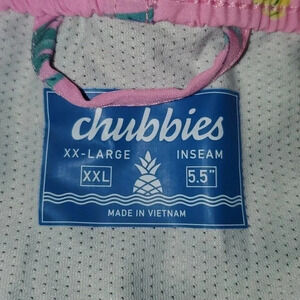 chubbies
XX-LARGE INSEAM
XXL 5.5"
MADE IN VIETNAM